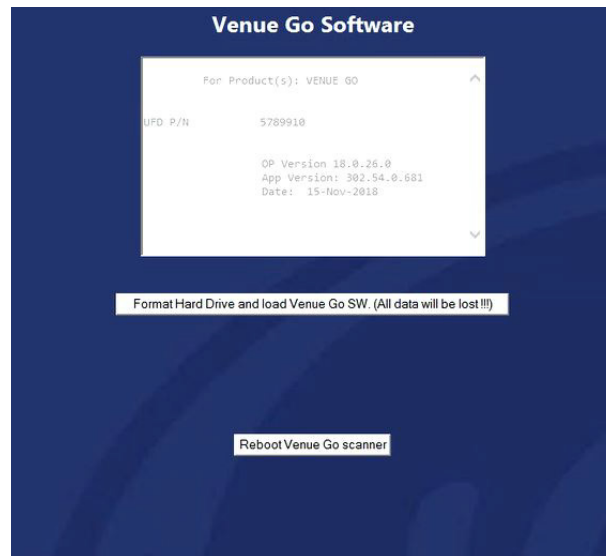 Venue Go Software
For Product(s): VENUE GO
UFD P/N 5789910
OP Version 18.0.26.0
App Version: 302.54.0.681
Date: 15-Nov-2018
Format Hard Drive and load Venue Go SW. (All data will be lost !!!)
Reboot Venue Go scanner